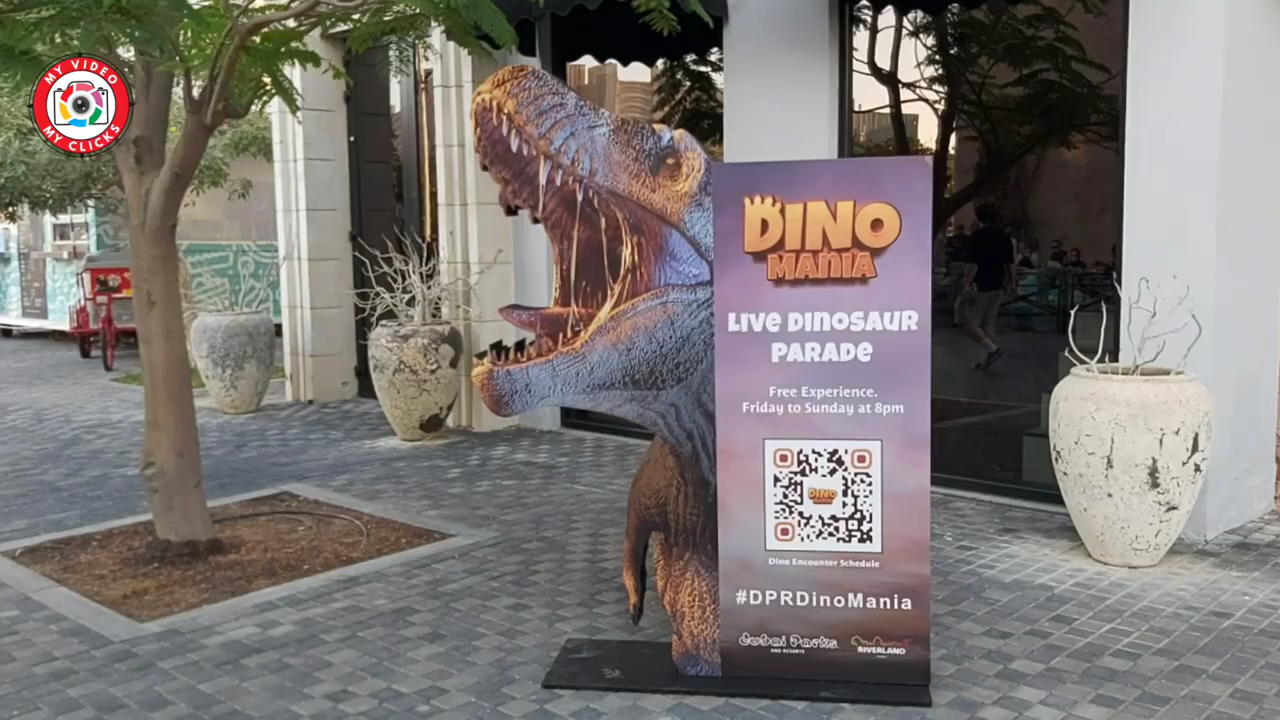 MY VIDEO
MY CLICKS
DINO
MANIA
LIVE DINOSAUR
PARADE
Free Experience.
Friday to Sunday at 8pm
DINO
Dino Encounter Schedule
#DPRDinoMania
Dubai Parks
AND RESORTS
RIVERLAND